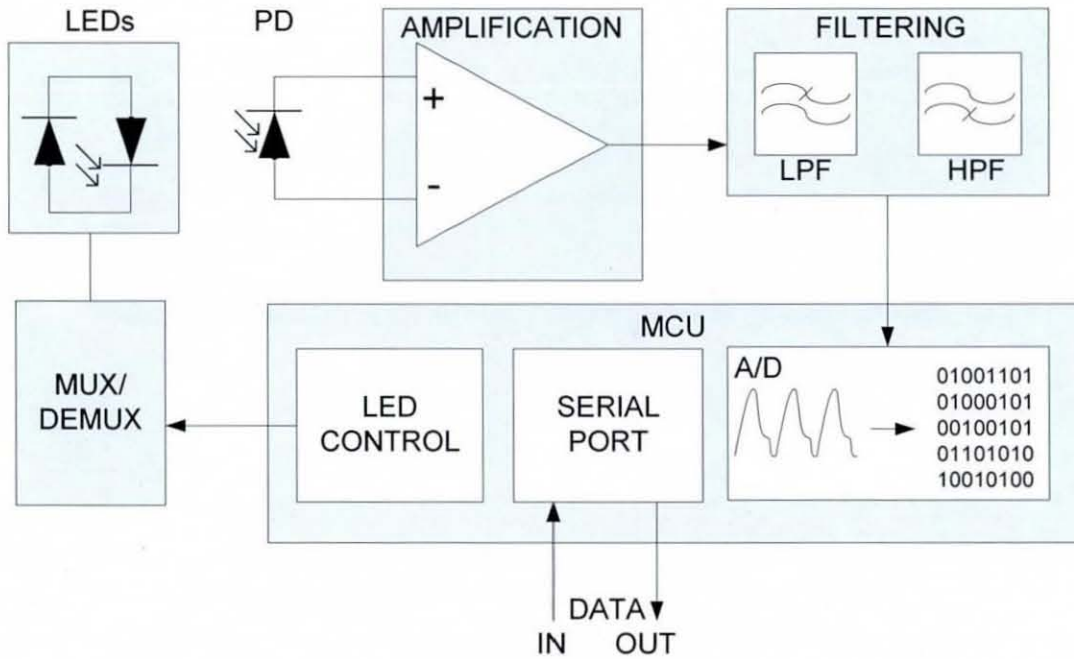 LEDs
PD
AMPLIFICATION
+
-
FILTERING
LPF
HPF
MCU
MUX/
DEMUX
LED
CONTROL
SERIAL
PORT
A/D
01001101
01000101
00100101
01101010
10010100
DATA
IN
OUT